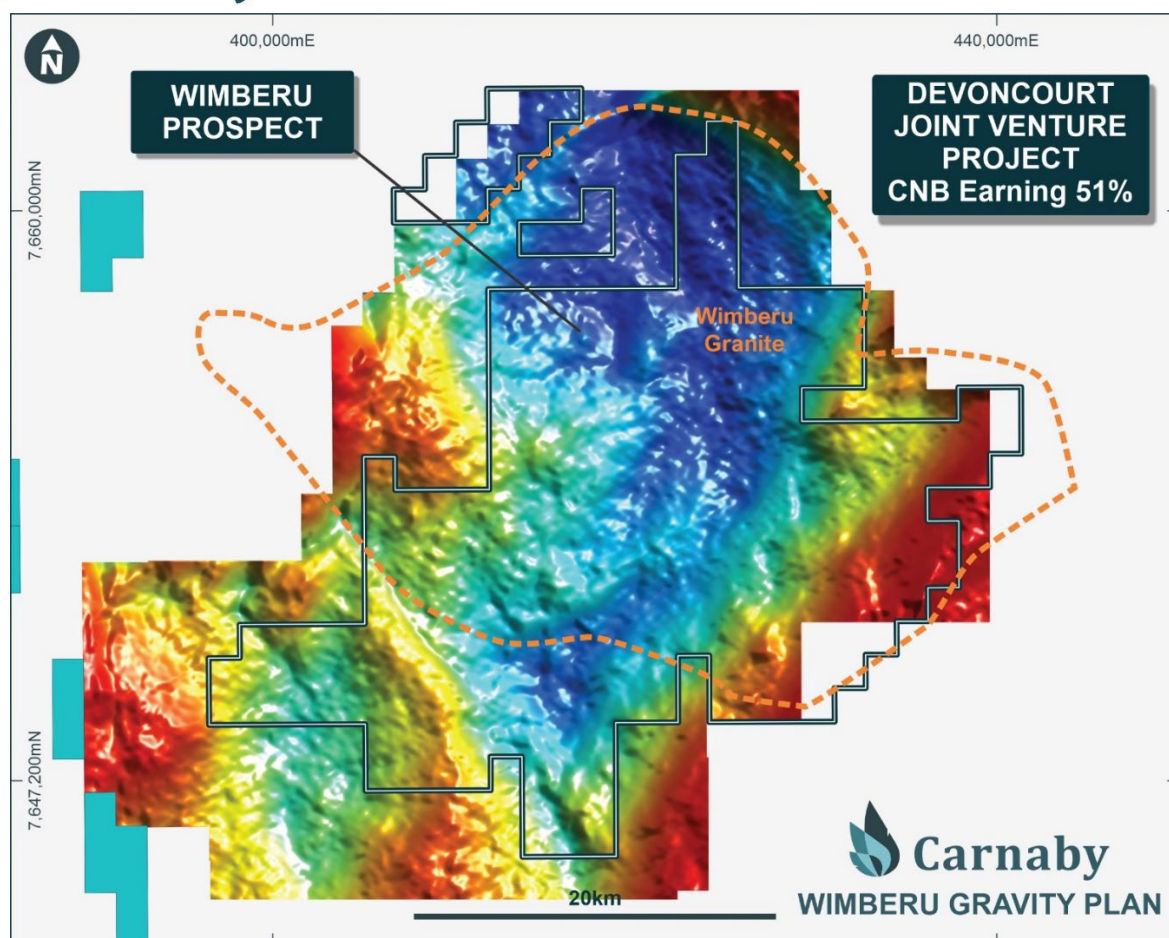 400,000mE
440,000mE
N
WIMBERU
PROSPECT
DEVONCOURT
JOINT VENTURE
PROJECT
CNB Earning 51%
7,660,000mN
Wimberu
Granite
7,647,200mN
20km
Carnaby
WIMBERU GRAVITY PLAN